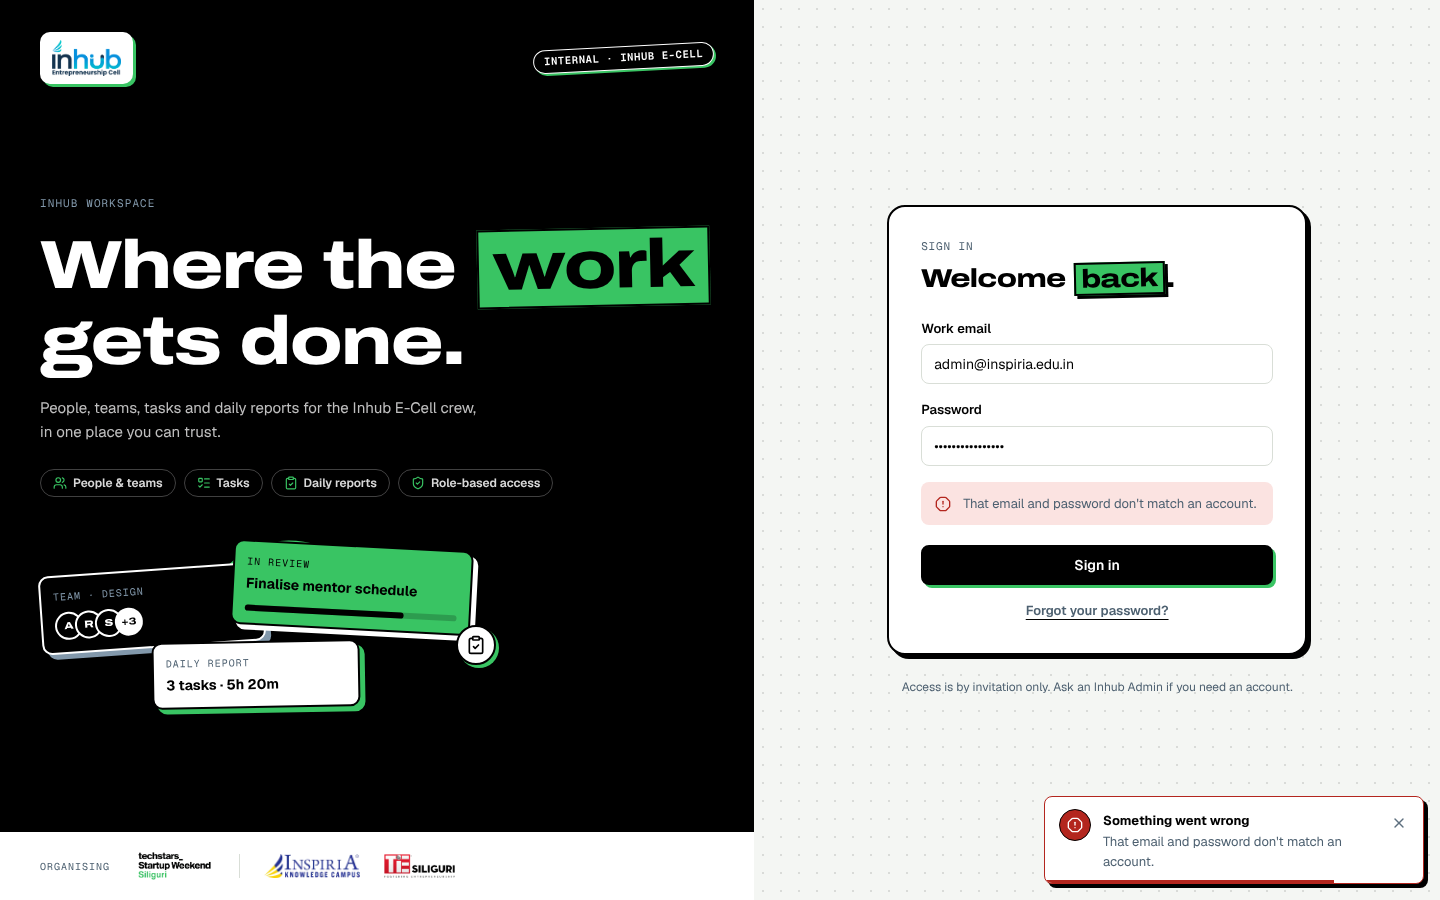 inhub
Entrepreneurship Cell
INTERNAL · INHUB E-CELL
INHUB WORKSPACE
Where the work
gets done.
People, teams, tasks and daily reports for the Inhub E-Cell crew,
in one place you can trust.
People & teams
Tasks
Daily reports
Role-based access
TEAM · DESIGN
A R S +3
IN REVIEW
Finalise mentor schedule
DAILY REPORT
3 tasks · 5h 20m
ORGANISING
techstars_
Startup Weekend
Siliguri
INSPIRIA
KNOWLEDGE CAMPUS
TiE SILIGURI
SIGN IN
Welcome back.
Work email
admin@inspiria.edu.in
Password
••••••••••••••••
That email and password don't match an account.
Sign in
Forgot your password?
Access is by invitation only. Ask an Inhub Admin if you need an account.
Something went wrong
That email and password don't match an
account.